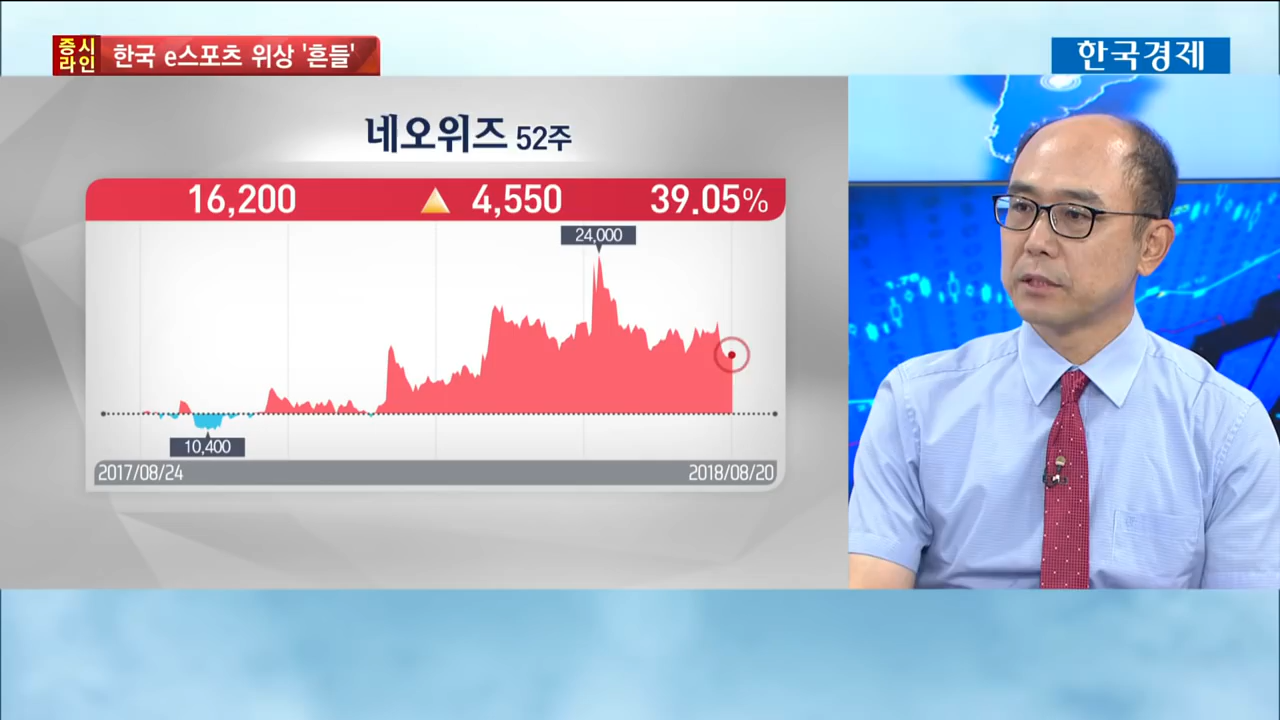 증시
라인
한국 e스포츠 위상 '흔들'
한국경제
네오위즈 52주
16,200 ▲ 4,550 39.05%
24,000
10,400
2017/08/24 2018/08/20